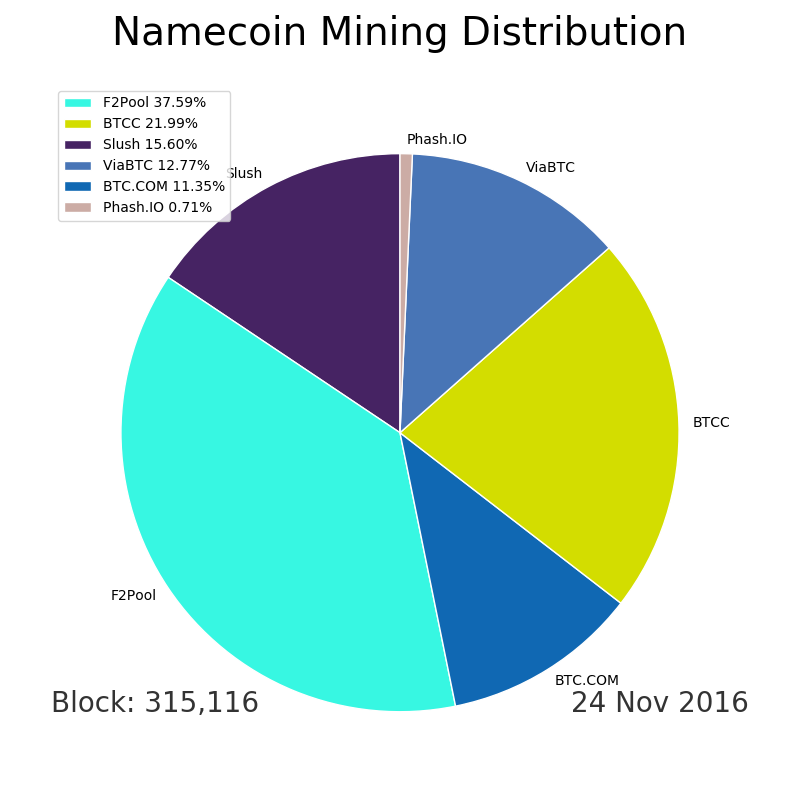 Namecoin Mining Distribution
F2Pool 37.59%
BTCC 21.99%
Slush 15.60%
ViaBTC 12.77%
BTC.COM 11.35%
Phash.IO 0.71%
Phash.IO
Slush
ViaBTC
BTCC
F2Pool
BTC.COM
Block: 315,116
24 Nov 2016